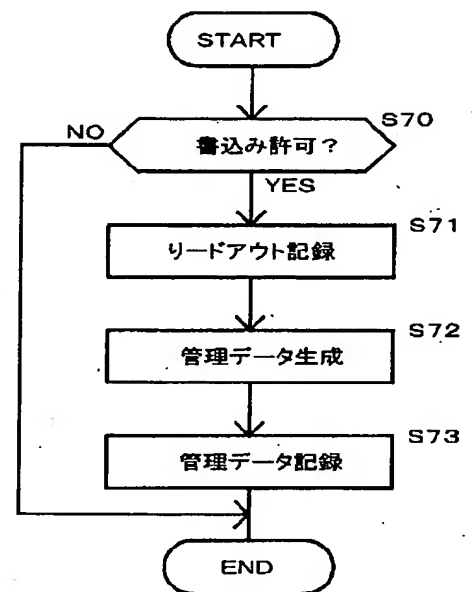 START
S70
NO
書込み許可?
YES
S71
リードアウト記録
S72
管理データ生成
S73
管理データ記録
END